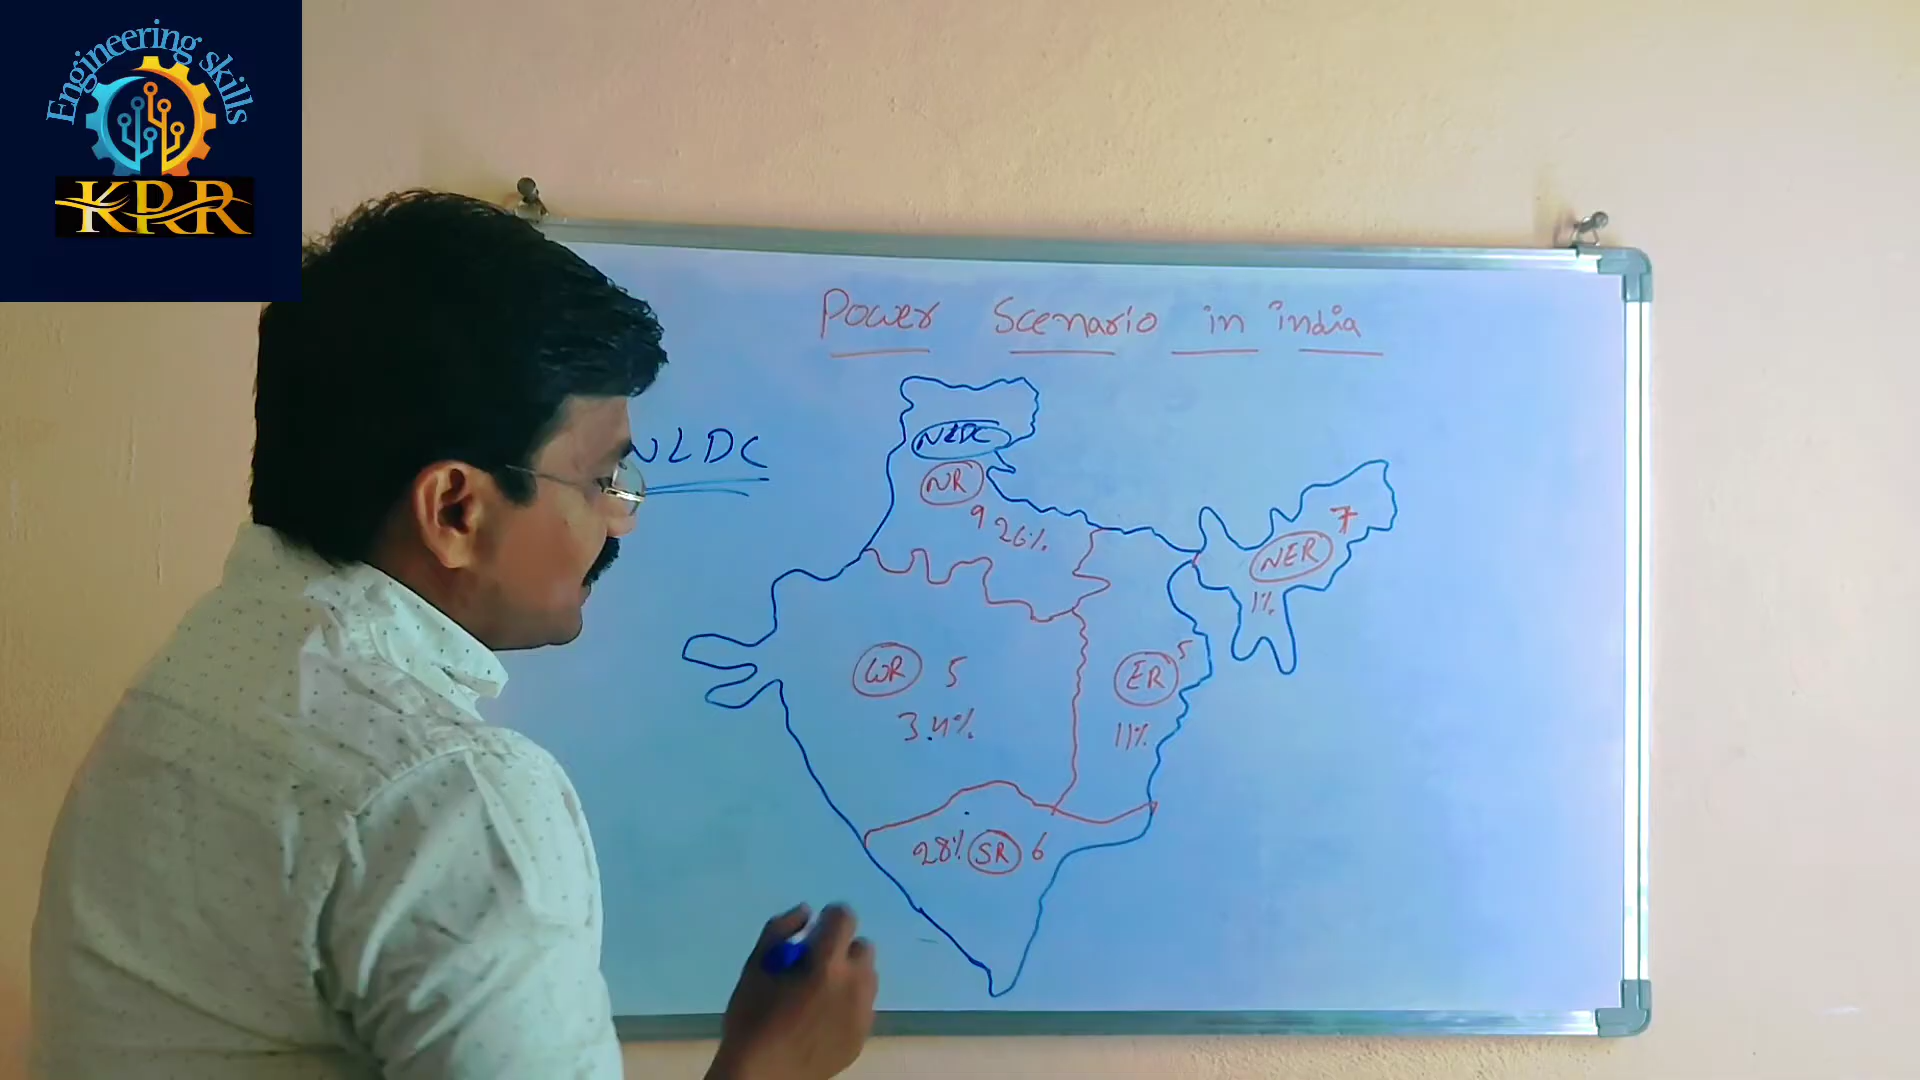 Engineering skills
KRR
Power Scenario in india
NLDC
NLDC
NR
9 26%
7
NER
1%
WR 5
3.4%
ER 5
11%
28% SR 6